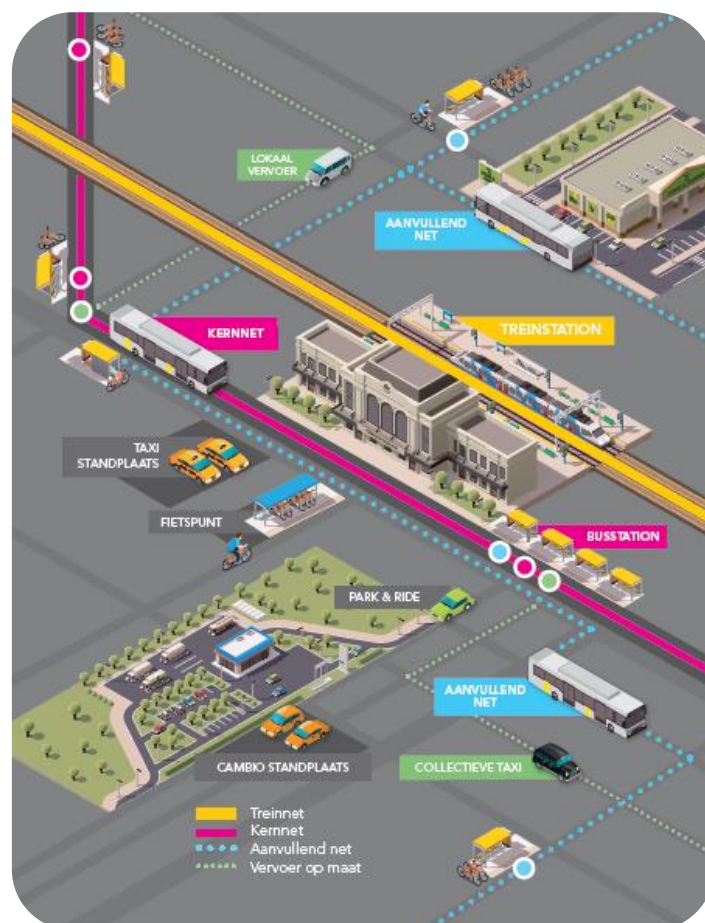 LOKAAL
VERVOER
AANVULLEND
NET
KERNNET
TREINSTATION
TAXI
STANDPLAATS
FIETSPUNT
BUSSTATION
PARK & RIDE
AANVULLEND
NET
CAMBIO STANDPLAATS
COLLECTIEVE TAXI
Treinnet
Kernnet
Aanvullend net
Vervoer op maat